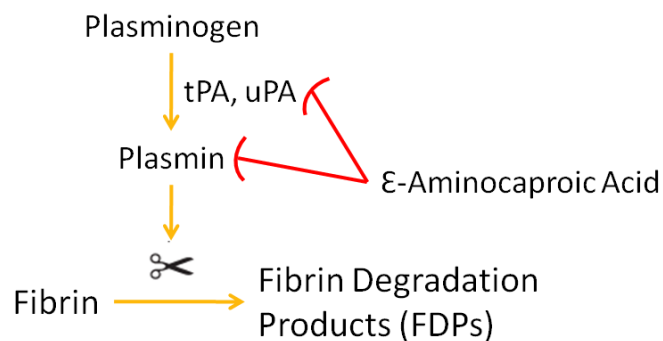 Plasminogen
tPA, uPA
Plasmin
Ɛ-Aminocaproic Acid
Fibrin
Fibrin Degradation
Products (FDPs)